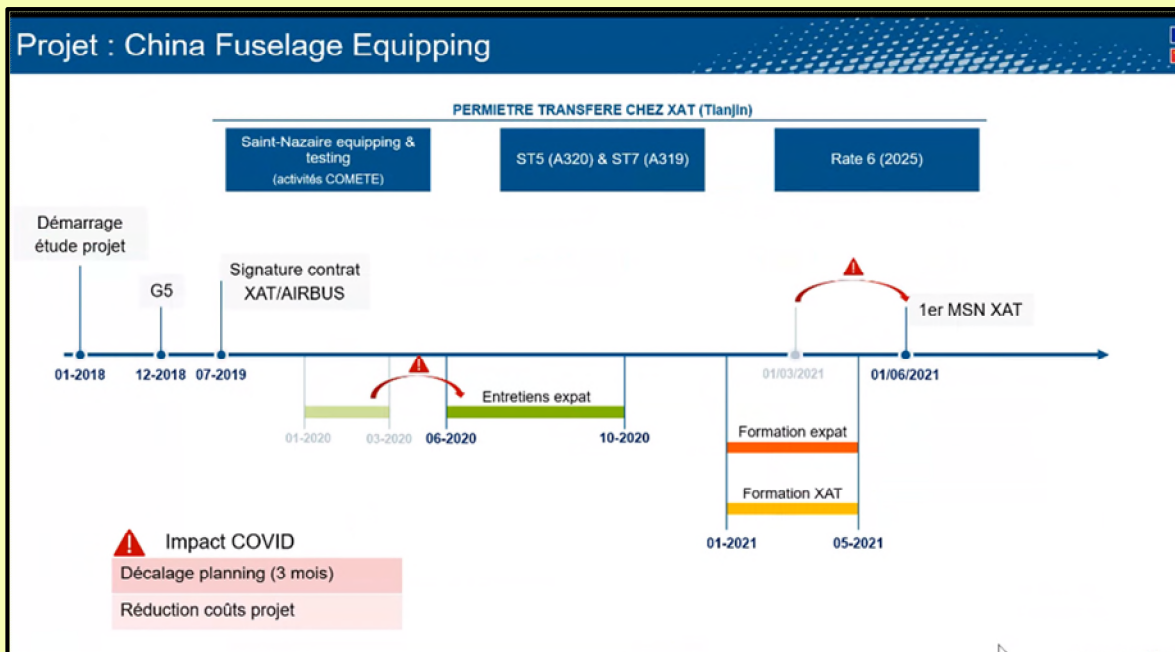 Projet : China Fuselage Equipping
PERMIETRE TRANSFERE CHEZ XAT (Tianjin)
Saint-Nazaire equipping &
testing
(activités COMETE)
ST5 (A320) & ST7 (A319)
Rate 6 (2025)
Démarrage
étude projet
G5
Signature contrat
XAT/AIRBUS
1er MSN XAT
01-2018
12-2018
07-2019
01/03/2021
01/06/2021
Entretiens expat
01-2020
03-2020
06-2020
10-2020
Formation expat
Formation XAT
01-2021
05-2021
Impact COVID
Décalage planning (3 mois)
Réduction coûts projet